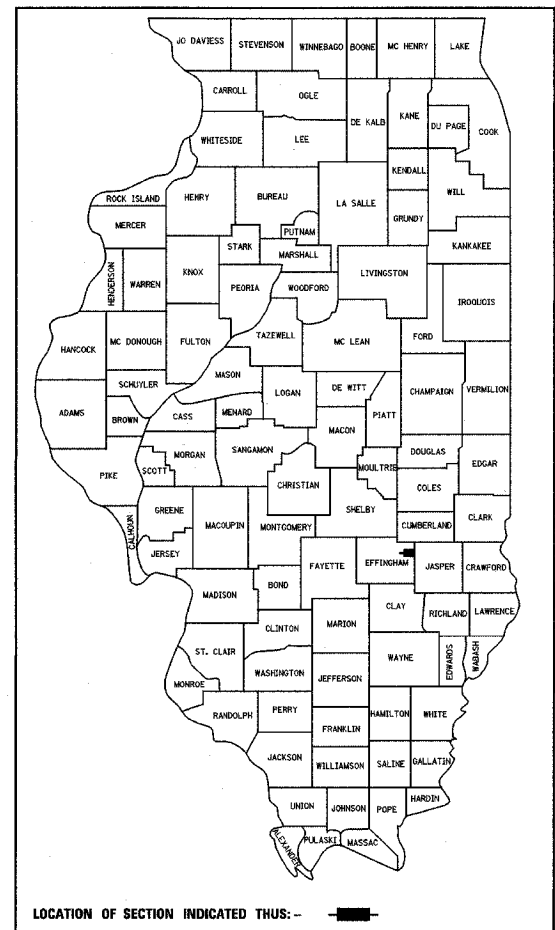 JO DAVIESS STEVENSON WINNEBAGO BOONE MC HENRY LAKE
CARROLL OGLE DE KALB KANE DU PAGE COOK
WHITESIDE LEE KENDALL WILL
ROCK ISLAND HENRY BUREAU LA SALLE GRUNDY
MERCER PUTNAM KANKAKEE
HENDERSON WARREN KNOX STARK MARSHALL LIVINGSTON
PEORIA WOODFORD IROQUOIS
HANCOCK MC DONOUGH FULTON TAZEWELL MC LEAN FORD
MASON
SCHUYLER LOGAN DE WITT CHAMPAIGN VERMILION
ADAMS BROWN CASS MENARD PIATT
MACON
MORGAN SANGAMON DOUGLAS EDGAR
PIKE SCOTT CHRISTIAN MOULTRIE COLES
GREENE MACOUPIN MONTGOMERY SHELBY CUMBERLAND CLARK
CALHOUN JERSEY FAYETTE EFFINGHAM JASPER CRAWFORD
MADISON BOND
CLAY RICHLAND LAWRENCE
CLINTON MARION
ST. CLAIR WAYNE EDWARDS WABASH
MONROE WASHINGTON JEFFERSON
RANDOLPH PERRY HAMILTON WHITE
FRANKLIN
JACKSON WILLIAMSON SALINE GALLATIN
UNION JOHNSON POPE HARDIN
ALEXANDER PULASKI MASSAC
LOCATION OF SECTION INDICATED THUS:-